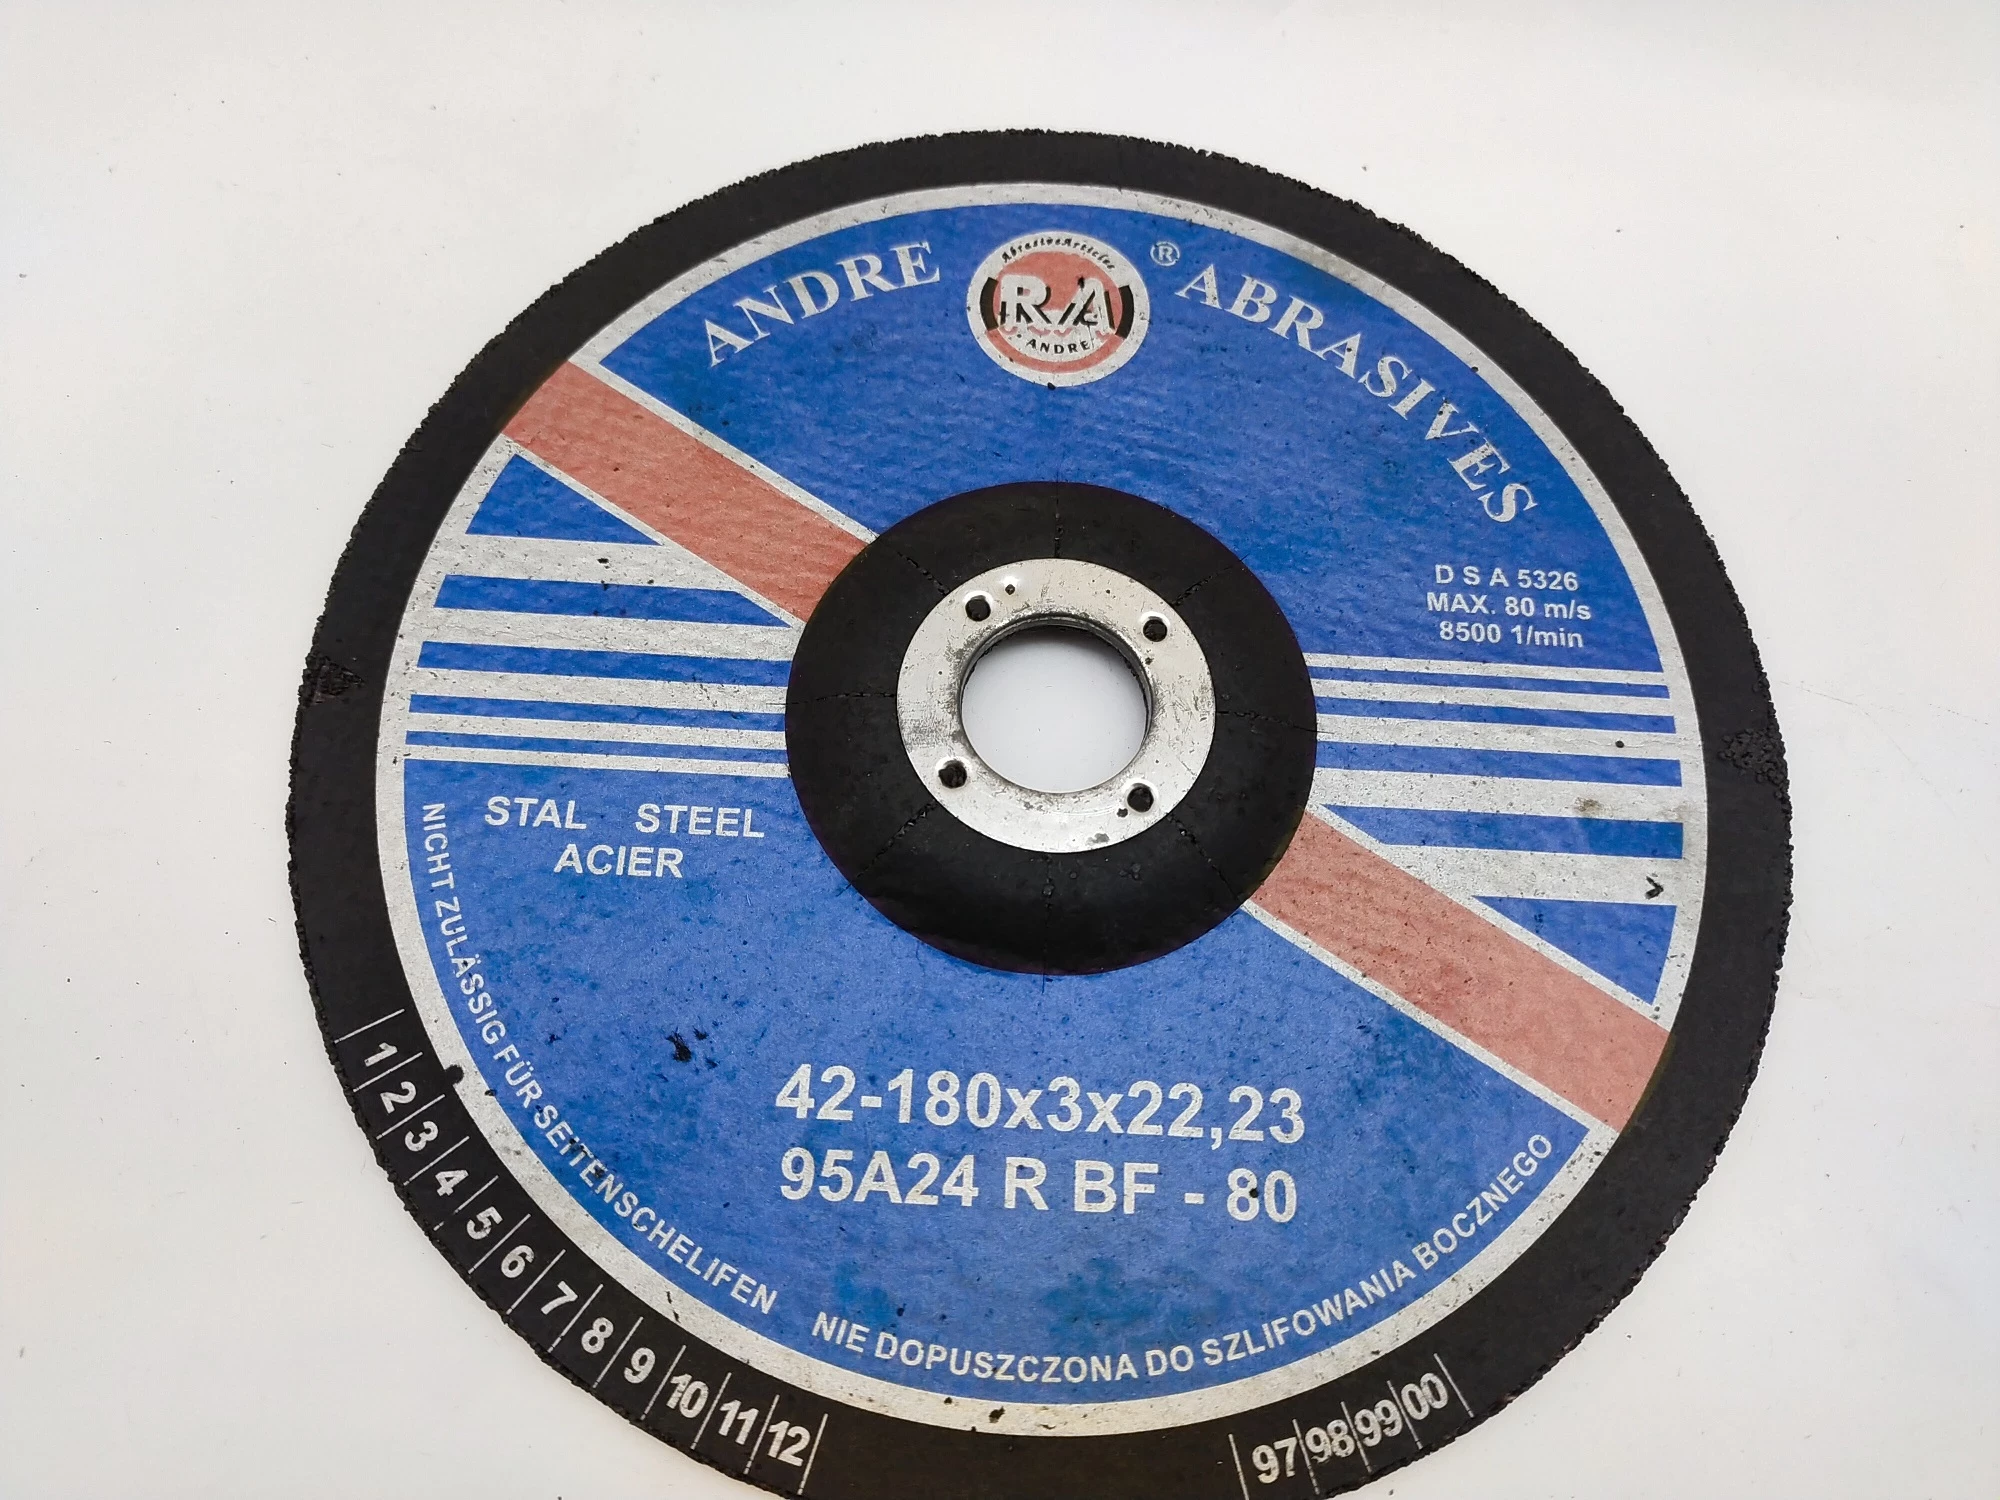 ANDRE ® ABRASIVES
Abrasive Articles
RA
ANDRE
D S A 5326
MAX. 80 m/s
8500 1/min
STAL STEEL
ACIER
42-180x3x22,23
95A24 R BF - 80
NICHT ZULÄSSIG FÜR SEITENSCHELIFEN
NIE DOPUSZCZONA DO SZLIFOWANIA BOCZNEGO
1 2 3 4 5 6 7 8 9 10 11 12
97 98 99 00